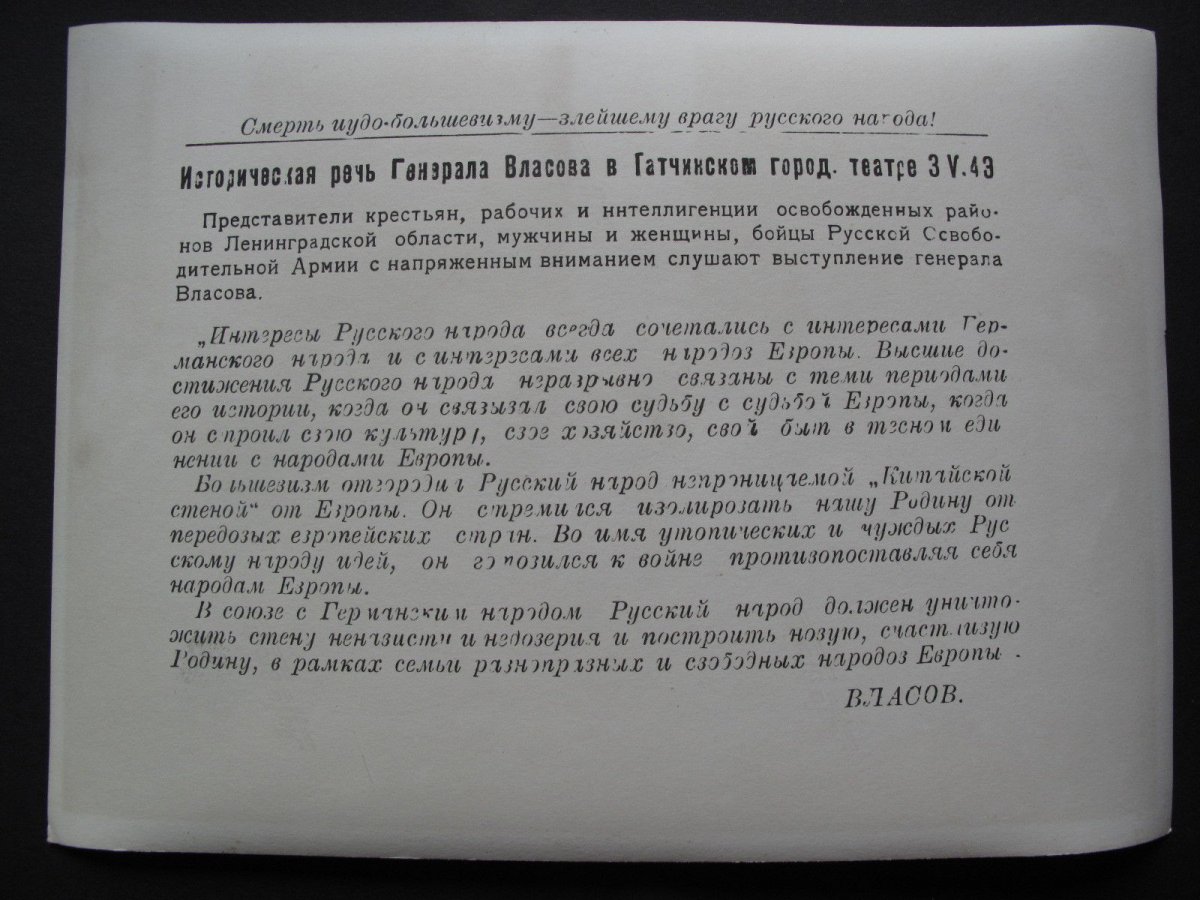 Смерть иудо-большевизму—злейшему врагу русского народа!
Историческая речь Генерала Власова в Гатчинском город. театре 3 V.43
Представители крестьян, рабочих и интеллигенции освобожденных райо-
нов Ленинградской области, мужчины и женщины, бойцы Русской Освобо-
дительной Армии с напряженным вниманием слушают выступление генерала
Власова.
„Интересы Русского народа всегда сочетались с интересами Гер-
манского народа и с интересами всех народов Европы. Высшие до-
стижения Русского народа неразрывно связаны с теми периодами
его истории, когда он связывал свою судьбу с судьбой Европы, когда
он строил свою культуру, свое хозяйство, свой быт в тесном еди
нении с народами Европы.
Большевизм отгородил Русский народ непроницаемой „Китайской
стеной“ от Европы. Он стремился изолировать нашу Родину от
передовых европейских стран. Во имя утопических и чуждых Рус
скому народу идей, он готовился к войне противопоставляя себя
народам Европы.
В союзе с Германским народом Русский народ должен уничто-
жить стену ненависти и недоверия и построить новую, счастливую
Родину, в рамках семьи равноправных и свободных народов Европы.
ВЛАСОВ.